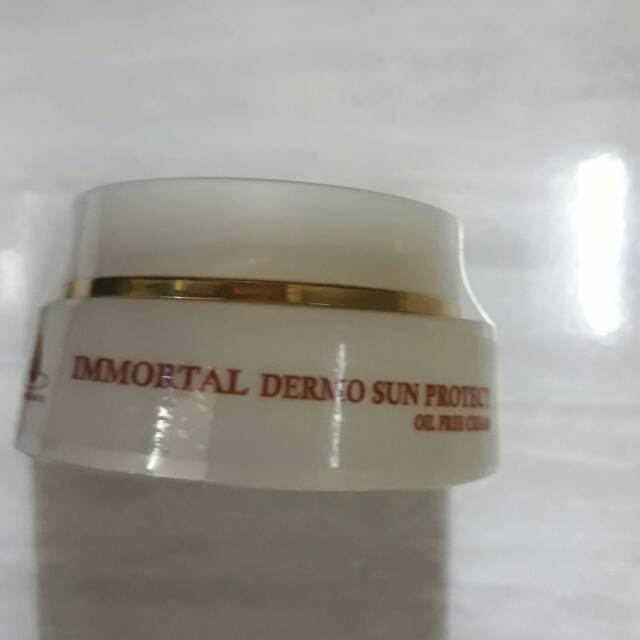 IMMORTAL DERMO SUN PROTECT
OIL FREE CREAM